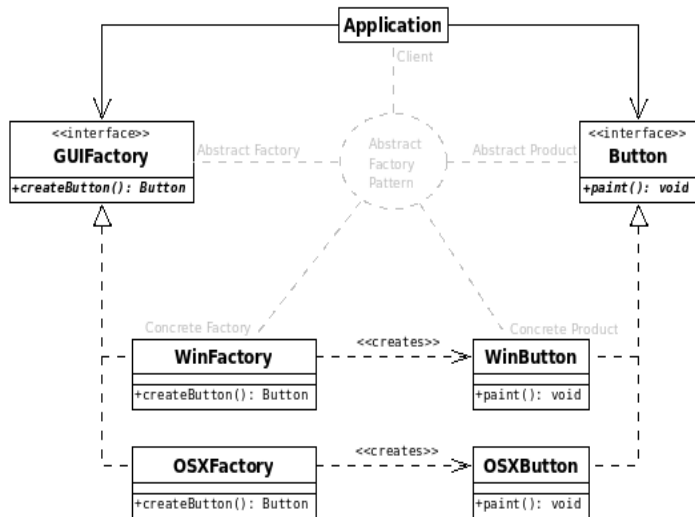 Application
Client
<<interface>>
GUIFactory
+createButton(): Button
Abstract Factory
Abstract
Factory
Pattern
Abstract Product
<<interface>>
Button
+paint(): void
Concrete Factory
Concrete Product
WinFactory
+createButton(): Button
<<creates>>
WinButton
+paint(): void
OSXFactory
+createButton(): Button
<<creates>>
OSXButton
+paint(): void